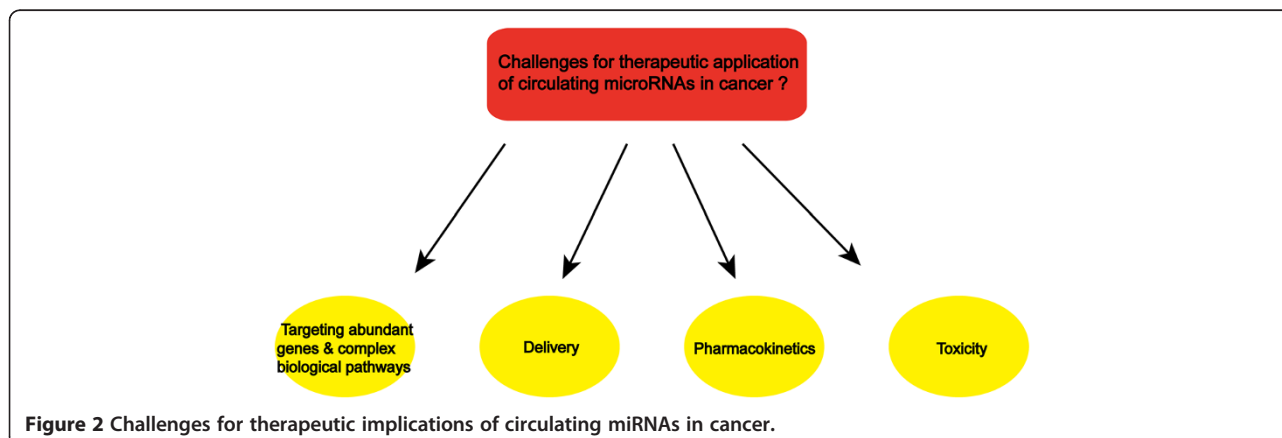 Challenges for therapeutic application
of circulating microRNAs in cancer ?
Targeting abundant
genes & complex
biological pathways
Delivery
Pharmacokinetics
Toxicity
Figure 2 Challenges for therapeutic implications of circulating miRNAs in cancer.